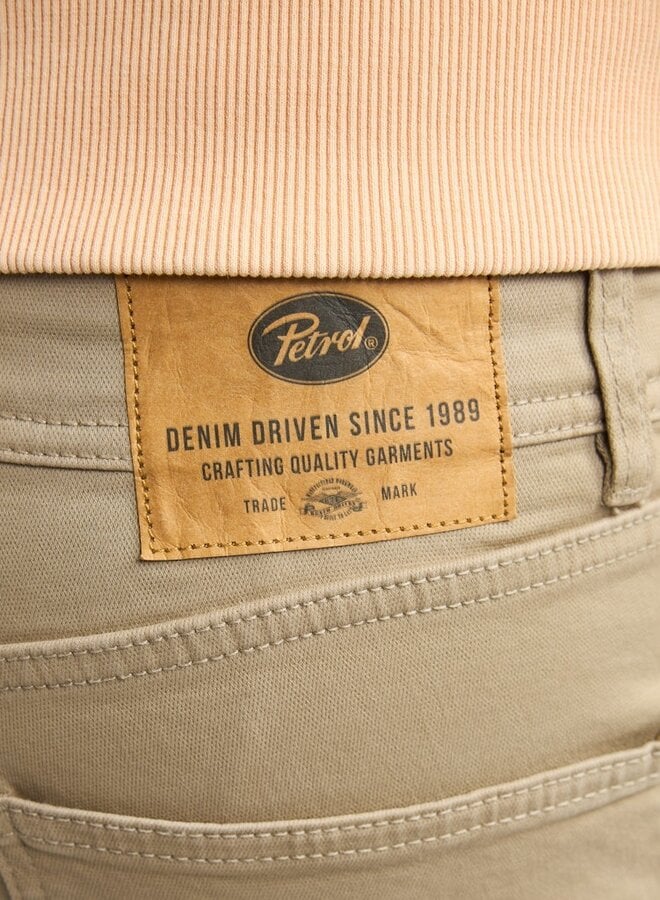 Petrol®
DENIM DRIVEN SINCE 1989
CRAFTING QUALITY GARMENTS
TRADE MARK